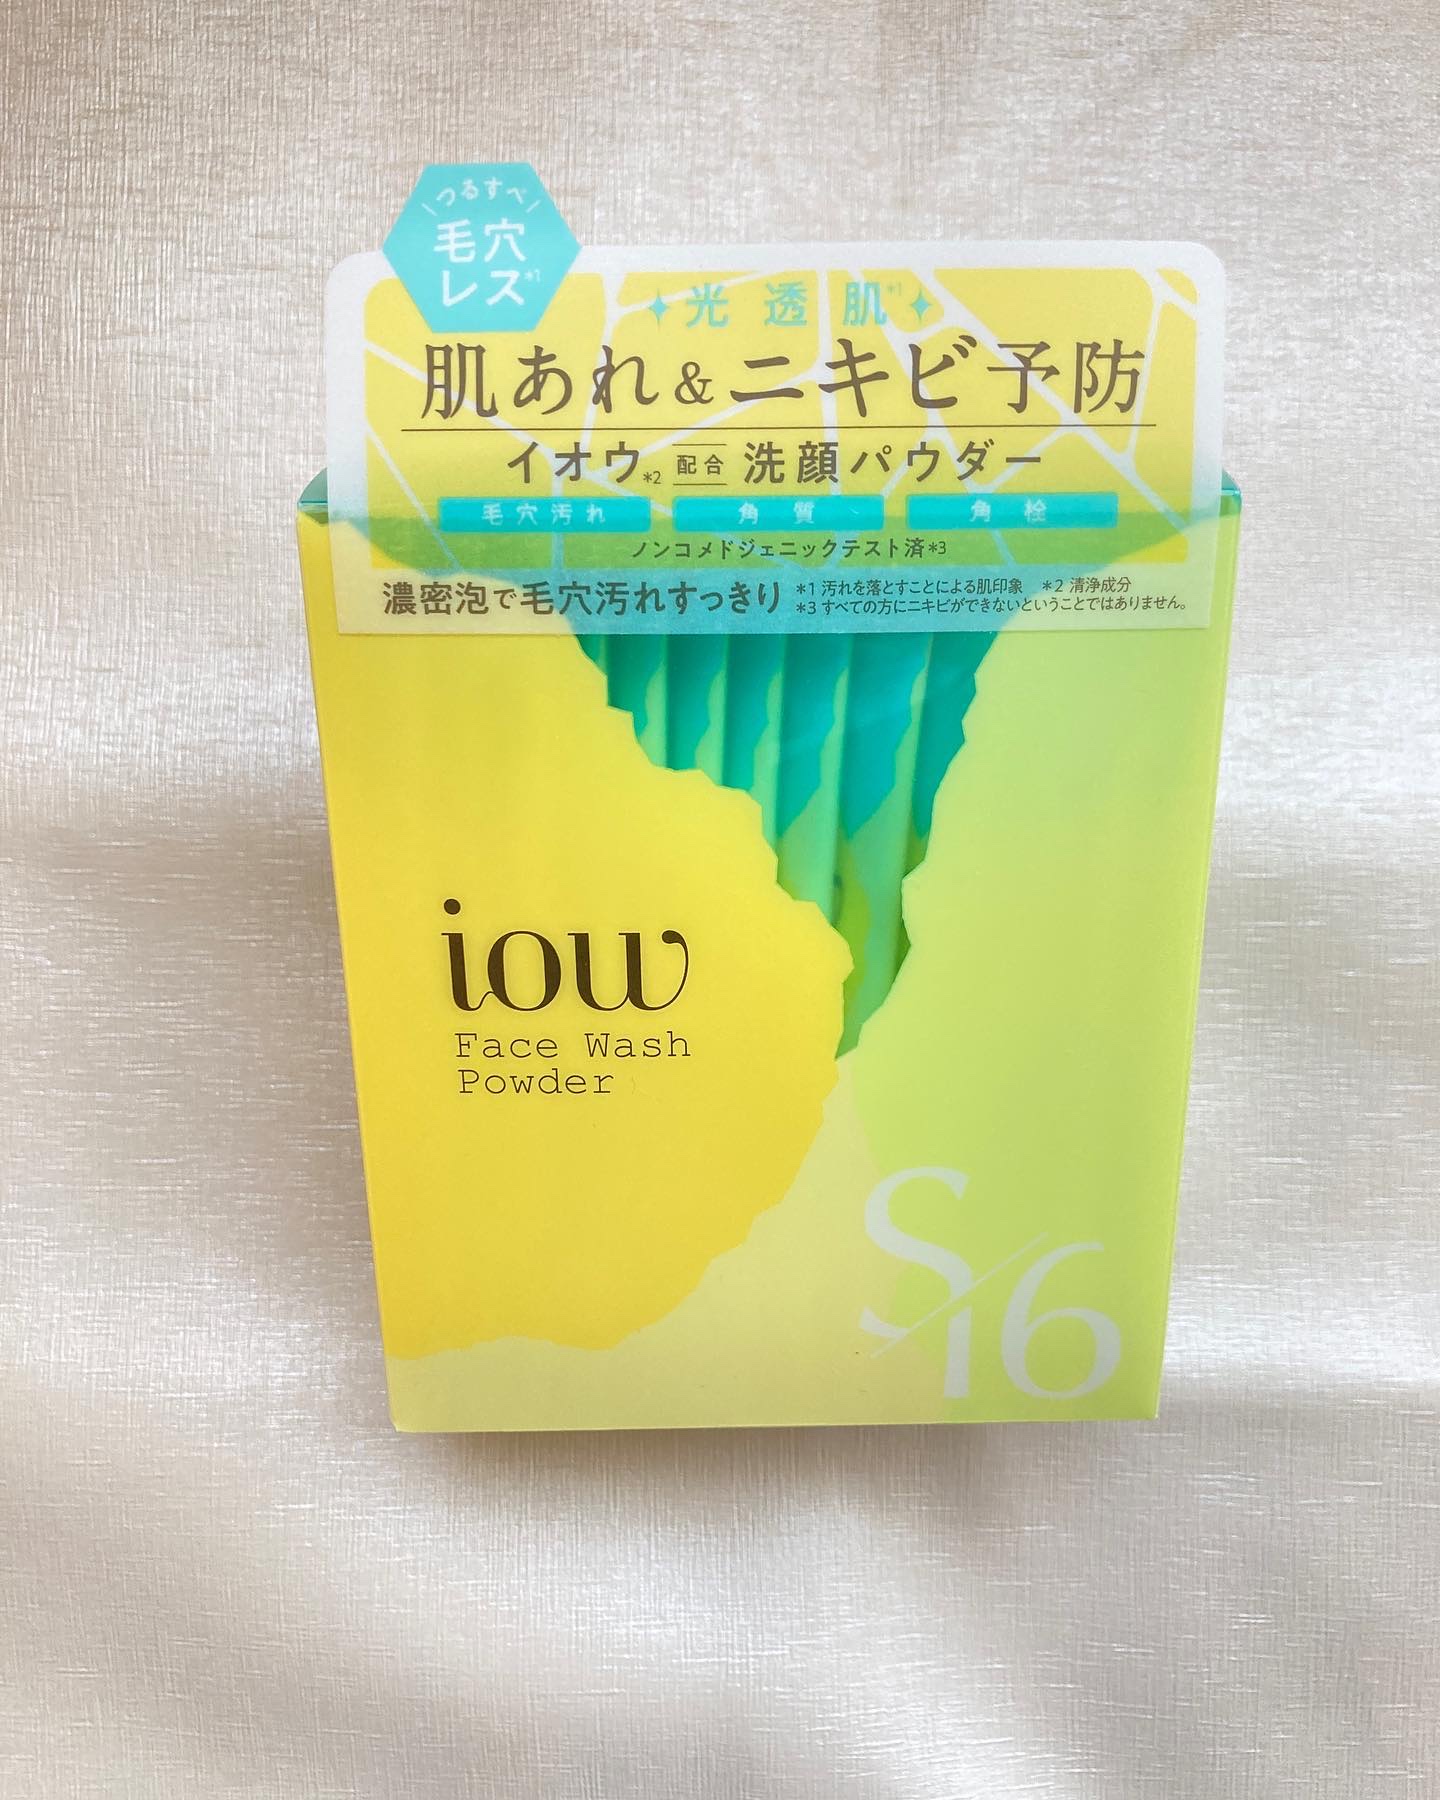 \つるすべ/
毛穴
レス*1
光透肌*1
肌あれ&ニキビ予防
イオウ*2 配合 洗顔パウダー
毛穴汚れ 角質 角栓
ノンコメドジェニックテスト済*3
濃密泡で毛穴汚れすっきり
*1 汚れを落とすことによる肌印象 *2 清浄成分
*3 すべての方にニキビができないということではありません。
iow
Face Wash
Powder
S/16